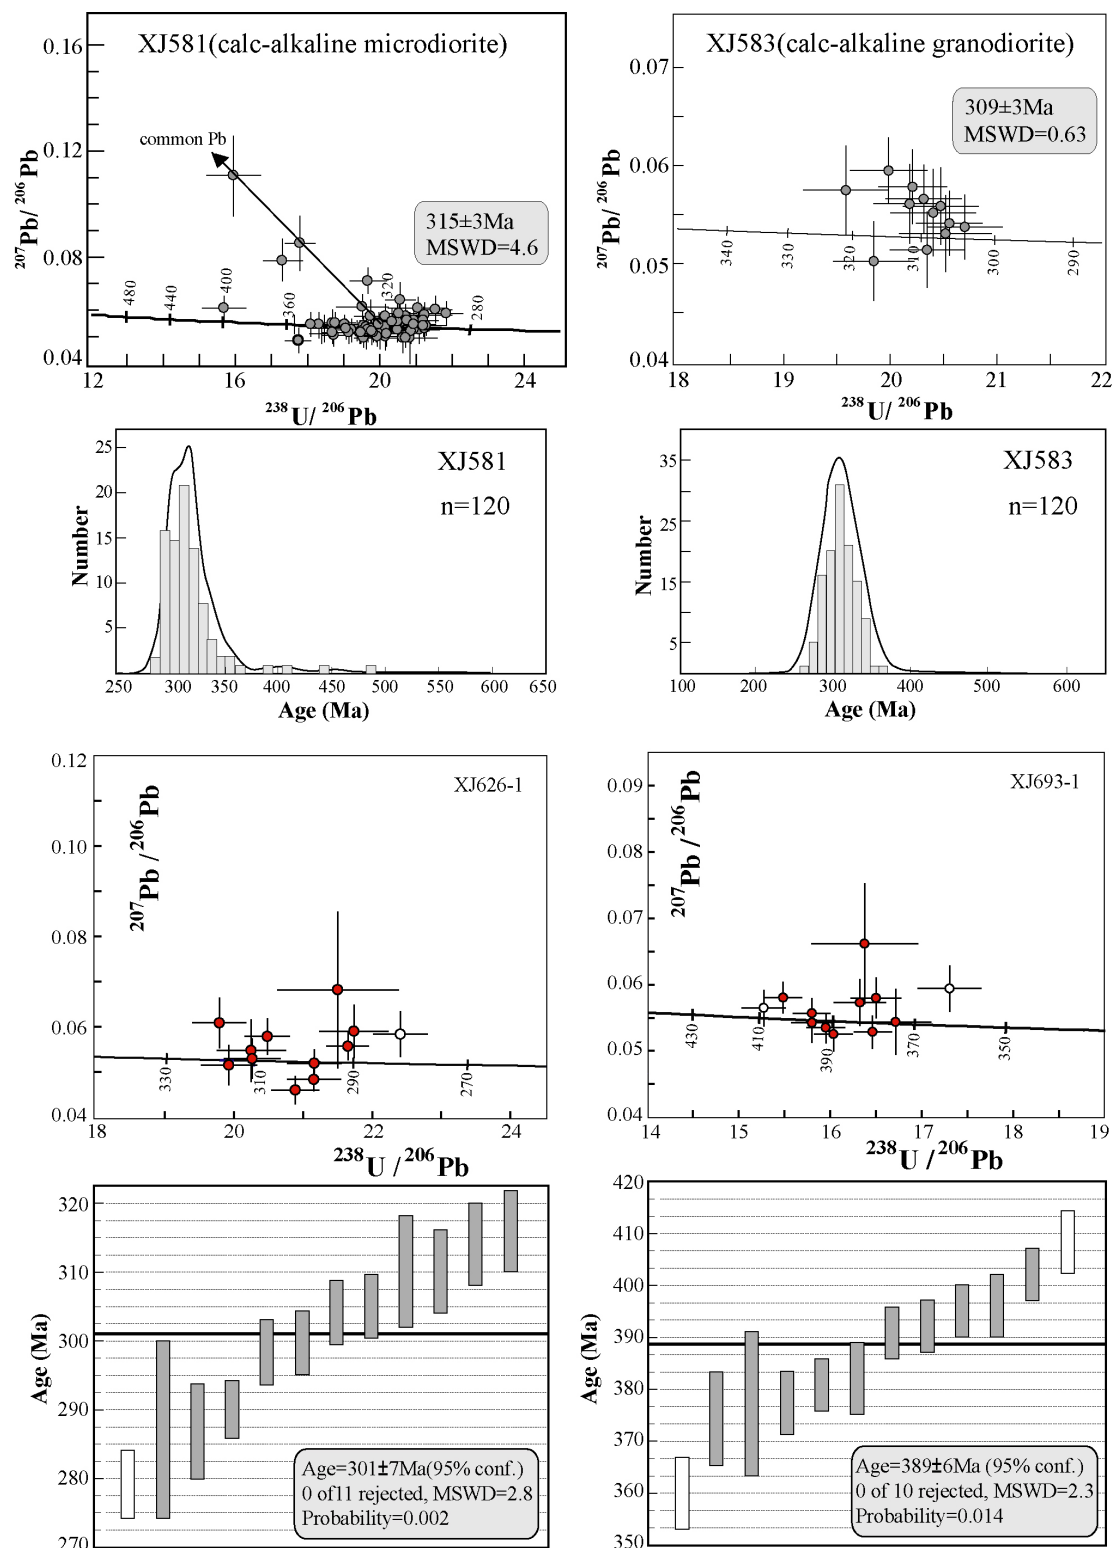 XJ581(calc-alkaline microdiorite)
0.16
0.12
0.08
0.04
207Pb/ 206Pb
common Pb
315±3Ma
MSWD=4.6
480
440
400
360
320
280
12
16
20
24
238U/ 206Pb
XJ583(calc-alkaline granodiorite)
0.07
0.06
0.05
0.04
207Pb/ 206Pb
309±3Ma
MSWD=0.63
340
330
320
310
300
290
18
19
20
21
22
238U/ 206Pb
XJ581
n=120
25
20
15
10
5
Number
250
300
350
400
450
500
550
600
650
Age (Ma)
XJ583
n=120
35
25
15
5
Number
100
200
300
400
500
600
Age (Ma)
XJ626-1
0.12
0.10
0.08
0.06
0.04
207Pb /206Pb
330
310
290
270
18
20
22
24
238U /206Pb
XJ693-1
0.09
0.08
0.07
0.06
0.05
0.04
207Pb /206Pb
430
410
390
370
350
14
15
16
17
18
19
238U /206Pb
320
310
300
290
280
270
Age (Ma)
Age=301±7Ma(95% conf.)
0 of11 rejected, MSWD=2.8
Probability=0.002
420
410
400
390
380
370
360
350
Age (Ma)
Age=389±6Ma (95% conf.)
0 of 10 rejected, MSWD=2.3
Probability=0.014